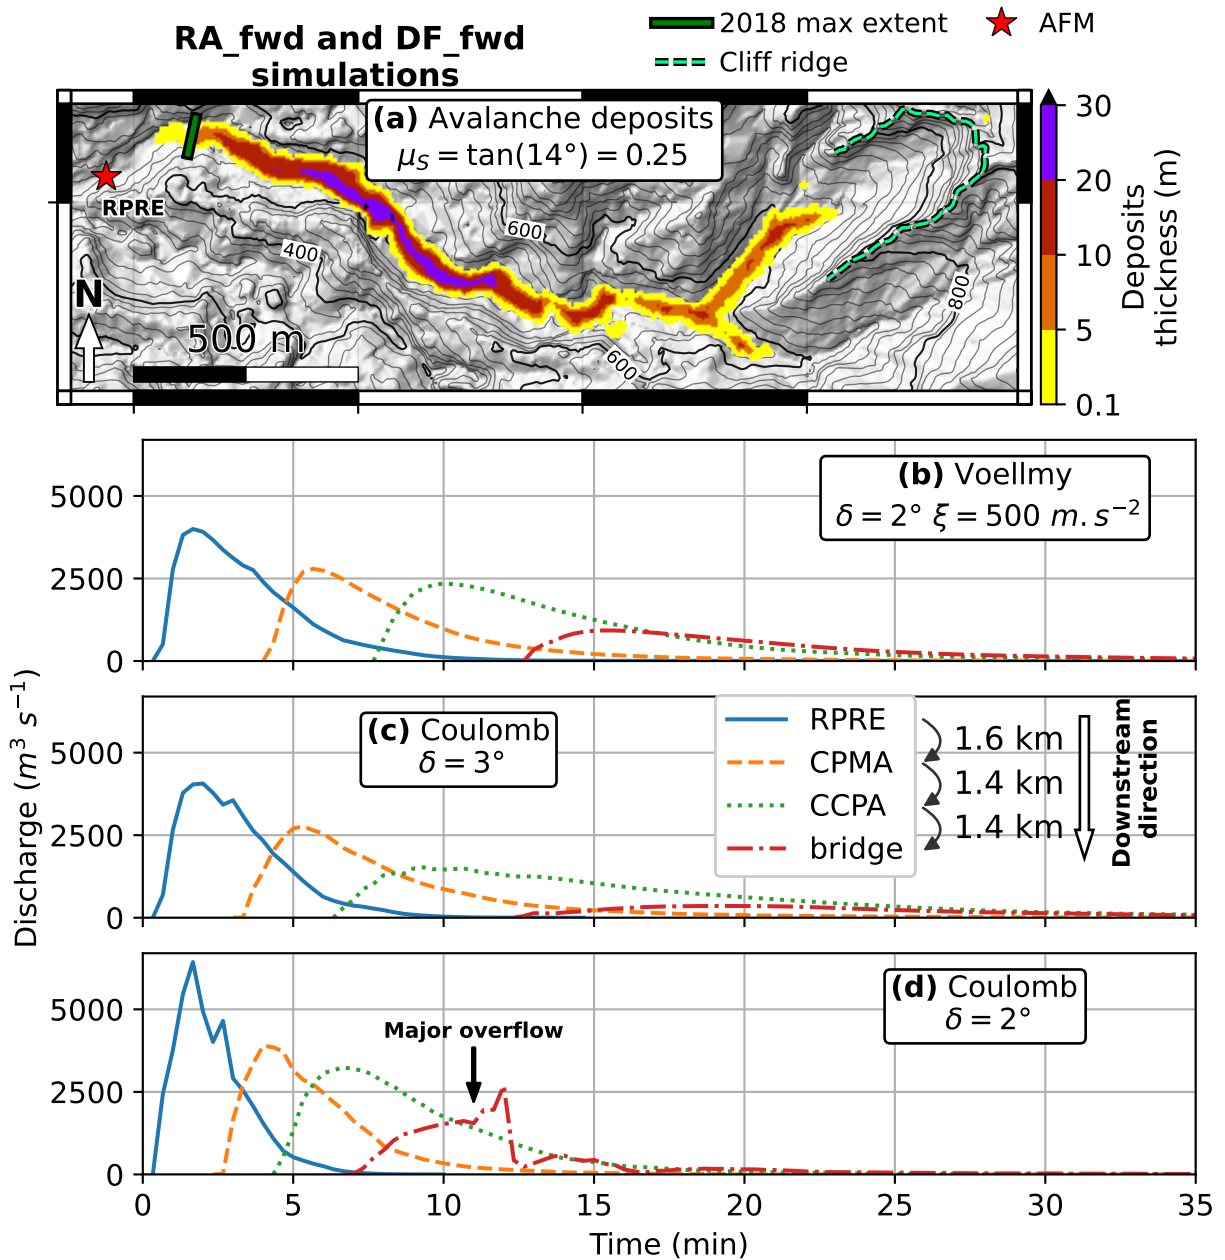 RA_fwd and DF_fwd
simulations
2018 max extent
AFM
Cliff ridge
(a) Avalanche deposits
μS = tan(14°) = 0.25
RPRE
400
600
600
800
N
500 m
30
20
10
5
0.1
Deposits
thickness (m)
(b) Voellmy
δ = 2° ξ = 500 m.s−2
5000
2500
0
(c) Coulomb
δ = 3°
RPRE
CPMA
CCPA
bridge
1.6 km
1.4 km
1.4 km
Downstream
direction
5000
2500
0
Discharge (m3 s−1)
(d) Coulomb
δ = 2°
Major overflow
5000
2500
0
0 5 10 15 20 25 30 35
Time (min)